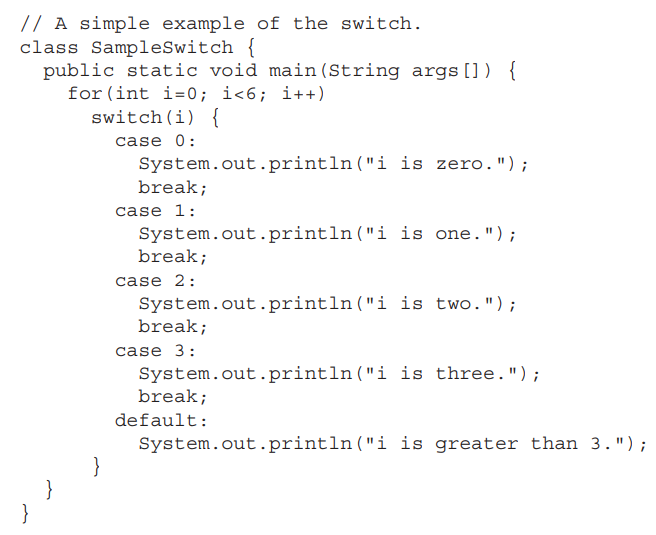 // A simple example of the switch.
class SampleSwitch {
  public static void main(String args[]) {
    for(int i=0; i<6; i++)
      switch(i) {
        case 0:
          System.out.println("i is zero.");
          break;
        case 1:
          System.out.println("i is one.");
          break;
        case 2:
          System.out.println("i is two.");
          break;
        case 3:
          System.out.println("i is three.");
          break;
        default:
          System.out.println("i is greater than 3.");
      }
  }
}